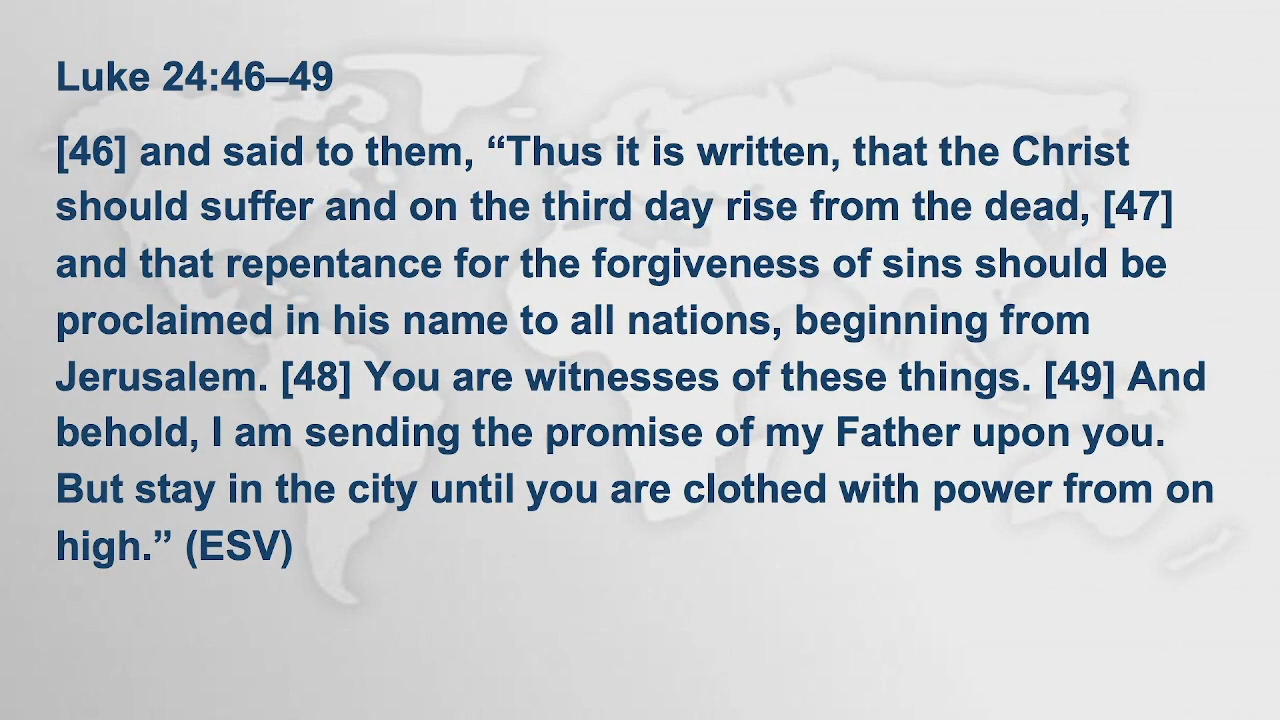 Luke 24:46–49
[46] and said to them, “Thus it is written, that the Christ
should suffer and on the third day rise from the dead, [47]
and that repentance for the forgiveness of sins should be
proclaimed in his name to all nations, beginning from
Jerusalem. [48] You are witnesses of these things. [49] And
behold, I am sending the promise of my Father upon you.
But stay in the city until you are clothed with power from on
high.” (ESV)